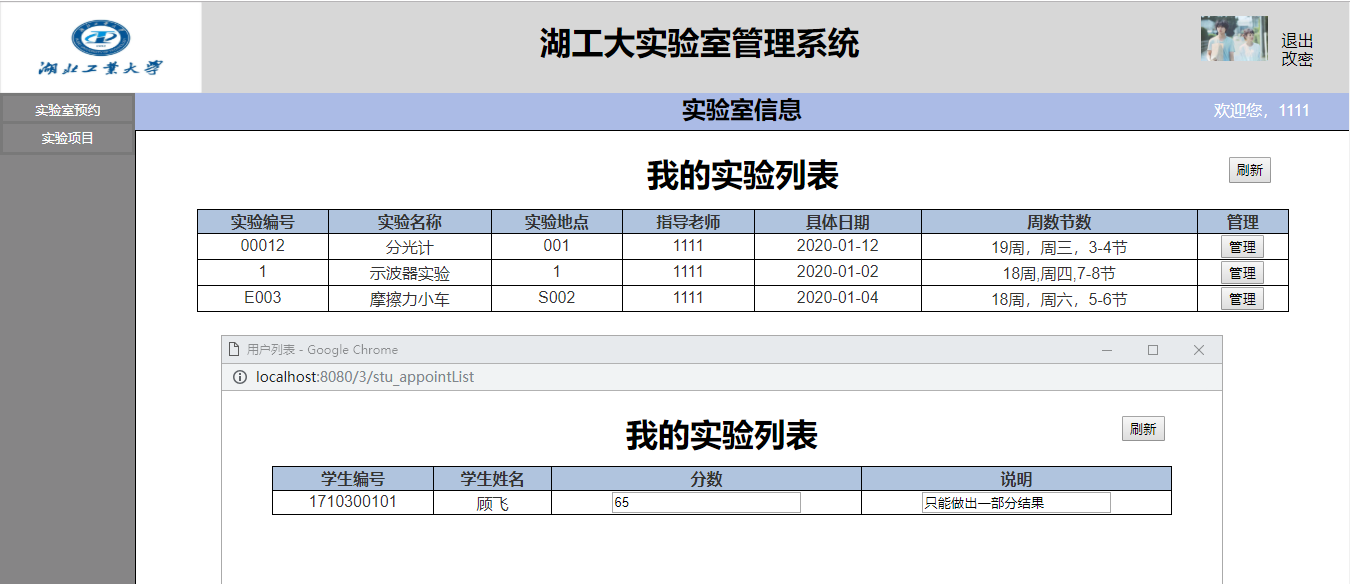 湖北工业大学
湖工大实验室管理系统
退出
改密
实验室预约
实验项目
实验室信息
欢迎您，1111
我的实验列表
刷新
实验编号 实验名称 实验地点 指导老师 具体日期 周数节数 管理
00012 分光计 001 1111 2020-01-12 19周，周三，3-4节 管理
1 示波器实验 1 1111 2020-01-02 18周,周四,7-8节 管理
E003 摩擦力小车 S002 1111 2020-01-04 18周，周六，5-6节 管理
用户列表 - Google Chrome
localhost:8080/3/stu_appointList
我的实验列表
刷新
学生编号 学生姓名 分数 说明
1710300101 顾飞 65 只能做出一部分结果